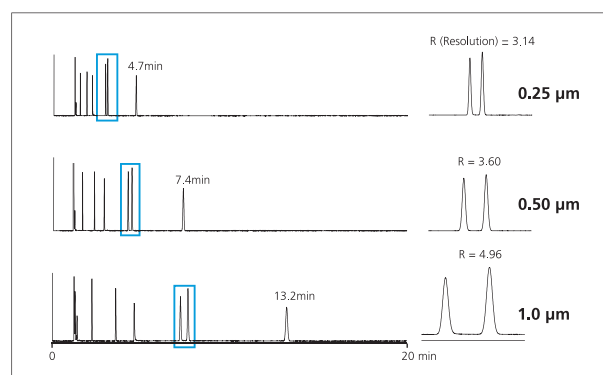 R (Resolution) = 3.14
4.7min
0.25 µm
7.4min
R = 3.60
0.50 µm
R = 4.96
13.2min
1.0 µm
0
20 min